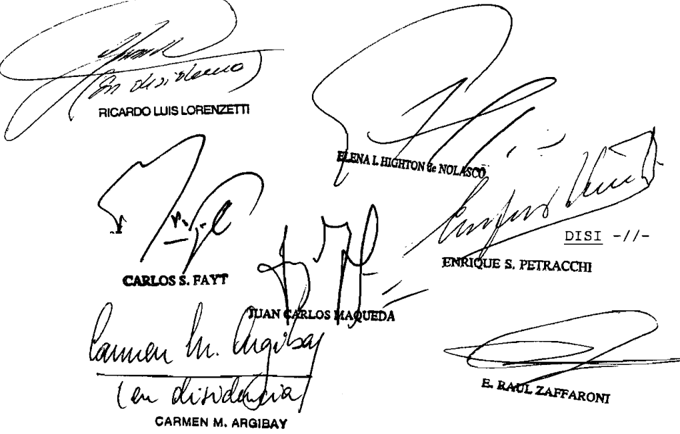 (en disidencia)
RICARDO LUIS LORENZETTI
ELENA I. HIGHTON de NOLASCO
CARLOS S. FAYT
DISI -//-
ENRIQUE S. PETRACCHI
JUAN CARLOS MAQUEDA
Carmen M. Argibay
(en disidencia)
CARMEN M. ARGIBAY
E. RAUL ZAFFARONI